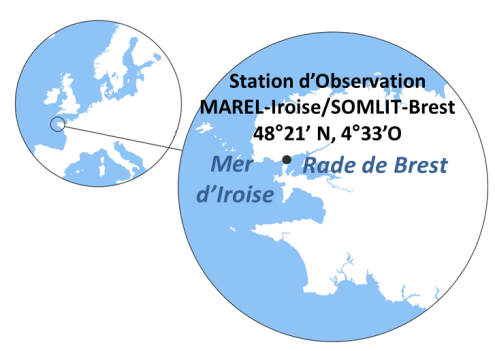 Station d’Observation
MAREL-Iroise/SOMLIT-Brest
48°21’ N, 4°33’O
Mer
d’Iroise
Rade de Brest